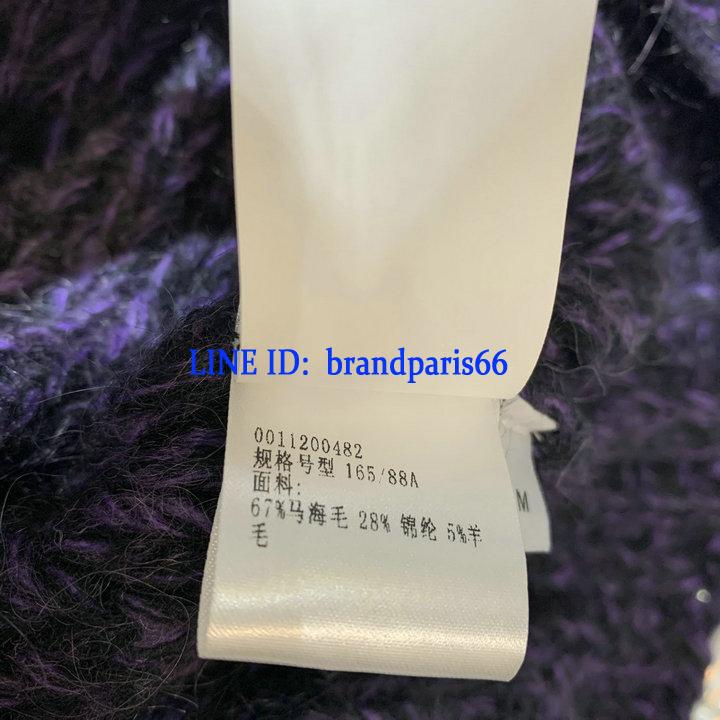 LINE ID: brandparis66
0011200482
规格号型 165/88A
面料:
67%马海毛 28% 锦纶 5%羊
毛
M